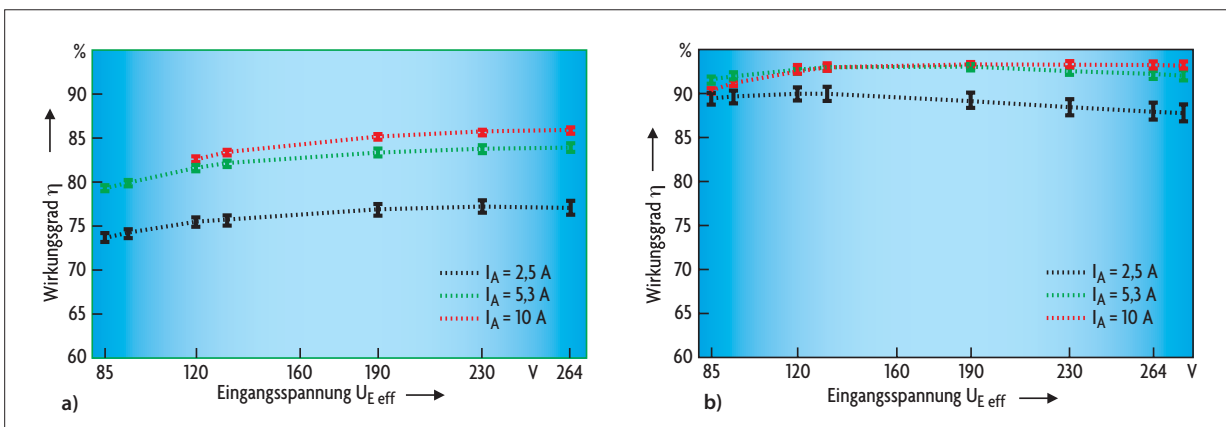 %
90
85
80
75
70
65
60
Wirkungsgrad η
I_A = 2,5 A
I_A = 5,3 A
I_A = 10 A
85 120 160 190 230 V 264
Eingangsspannung U_E eff
a)
%
90
85
80
75
70
65
60
Wirkungsgrad η
I_A = 2,5 A
I_A = 5,3 A
I_A = 10 A
85 120 160 190 230 264 V
Eingangsspannung U_E eff
b)